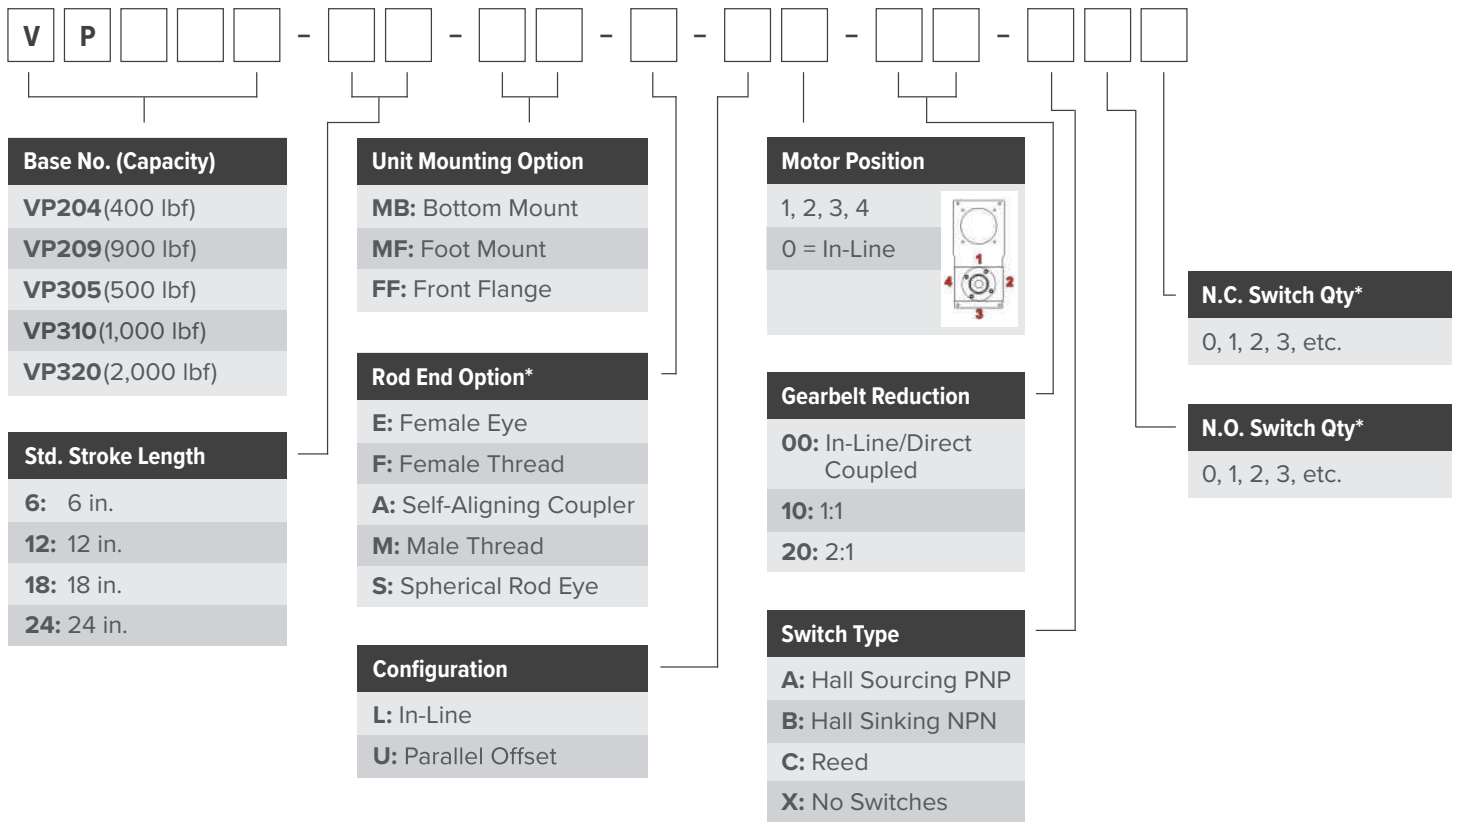 V P – – – – – –
Base No. (Capacity)
VP204 (400 lbf)
VP209 (900 lbf)
VP305 (500 lbf)
VP310 (1,000 lbf)
VP320 (2,000 lbf)
Std. Stroke Length
6: 6 in.
12: 12 in.
18: 18 in.
24: 24 in.
Unit Mounting Option
MB: Bottom Mount
MF: Foot Mount
FF: Front Flange
Rod End Option*
E: Female Eye
F: Female Thread
A: Self-Aligning Coupler
M: Male Thread
S: Spherical Rod Eye
Configuration
L: In-Line
U: Parallel Offset
Motor Position
1, 2, 3, 4
0 = In-Line
1
4 2
3
Gearbelt Reduction
00: In-Line/Direct
Coupled
10: 1:1
20: 2:1
Switch Type
A: Hall Sourcing PNP
B: Hall Sinking NPN
C: Reed
X: No Switches
N.C. Switch Qty*
0, 1, 2, 3, etc.
N.O. Switch Qty*
0, 1, 2, 3, etc.